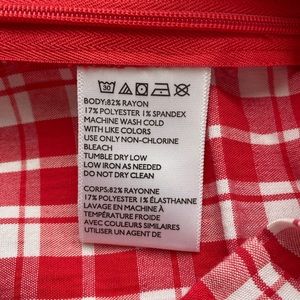 30
BODY:82% RAYON
17% POLYESTER 1% SPANDEX
MACHINE WASH COLD
WITH LIKE COLORS
USE ONLY NON-CHLORINE
BLEACH
TUMBLE DRY LOW
LOW IRON AS NEEDED
DO NOT DRY CLEAN
CORPS:82% RAYONNE
17% POLYESTER 1% ÉLASTHANNE
LAVAGE EN MACHINE À
TEMPÉRATURE FROIDE
AVEC COULEURS SIMILAIRES
UTILISER UN AGENT DE